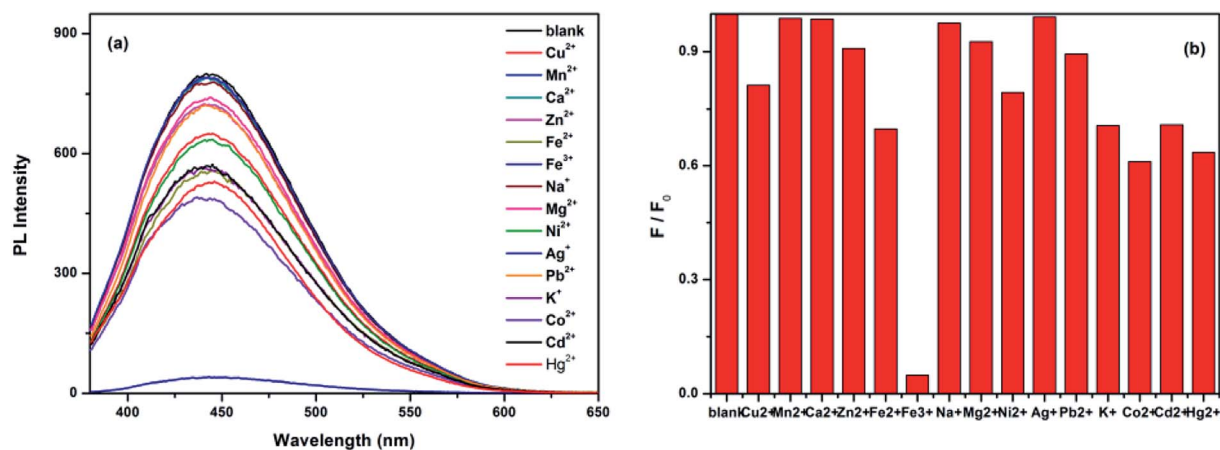 (a)
900
600
300
0
400
450
500
550
600
650
PL Intensity
Wavelength (nm)
blank
Cu²⁺
Mn²⁺
Ca²⁺
Zn²⁺
Fe²⁺
Fe³⁺
Na⁺
Mg²⁺
Ni²⁺
Ag⁺
Pb²⁺
K⁺
Co²⁺
Cd²⁺
Hg²⁺
(b)
0.9
0.6
0.3
0.0
F / F₀
blank Cu2+ Mn2+ Ca2+ Zn2+ Fe2+ Fe3+ Na+ Mg2+ Ni2+ Ag+ Pb2+ K+ Co2+ Cd2+ Hg2+